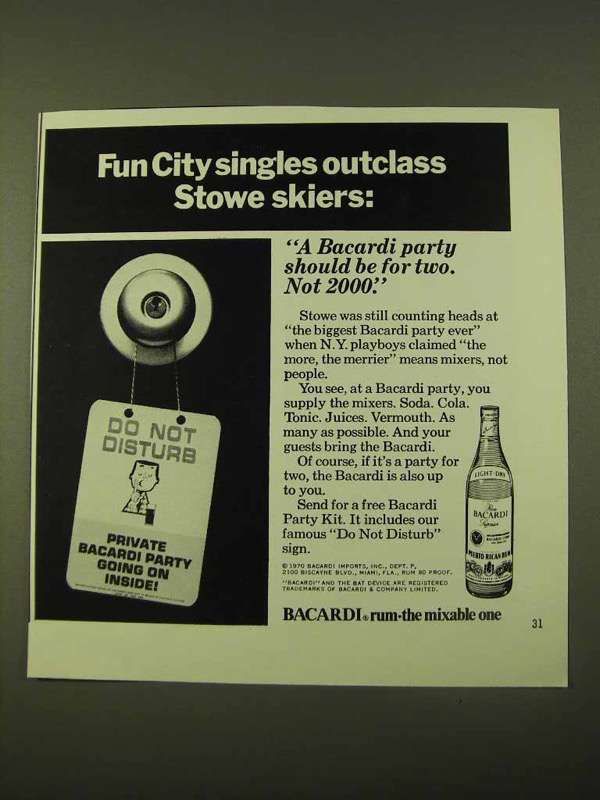 Fun City singles outclass
Stowe skiers:
DO NOT
DISTURB
PRIVATE
BACARDI PARTY
GOING ON
INSIDE!
“A Bacardi party
should be for two.
Not 2000.”
Stowe was still counting heads at
“the biggest Bacardi party ever”
when N.Y. playboys claimed “the
more, the merrier” means mixers, not
people.
You see, at a Bacardi party, you
supply the mixers. Soda. Cola.
Tonic. Juices. Vermouth. As
many as possible. And your
guests bring the Bacardi.
Of course, if it's a party for
two, the Bacardi is also up
to you.
Send for a free Bacardi
Party Kit. It includes our
famous “Do Not Disturb”
sign.
LIGHT-DRY
BACARDI
PUERTO RICAN RUM
© 1970 BACARDI IMPORTS, INC., DEPT. P,
2100 BISCAYNE BLVD., MIAMI, FLA., RUM 80 PROOF.
“BACARDI” AND THE BAT DEVICE ARE REGISTERED
TRADEMARKS OF BACARDI & COMPANY LIMITED.
BACARDI® rum-the mixable one
31